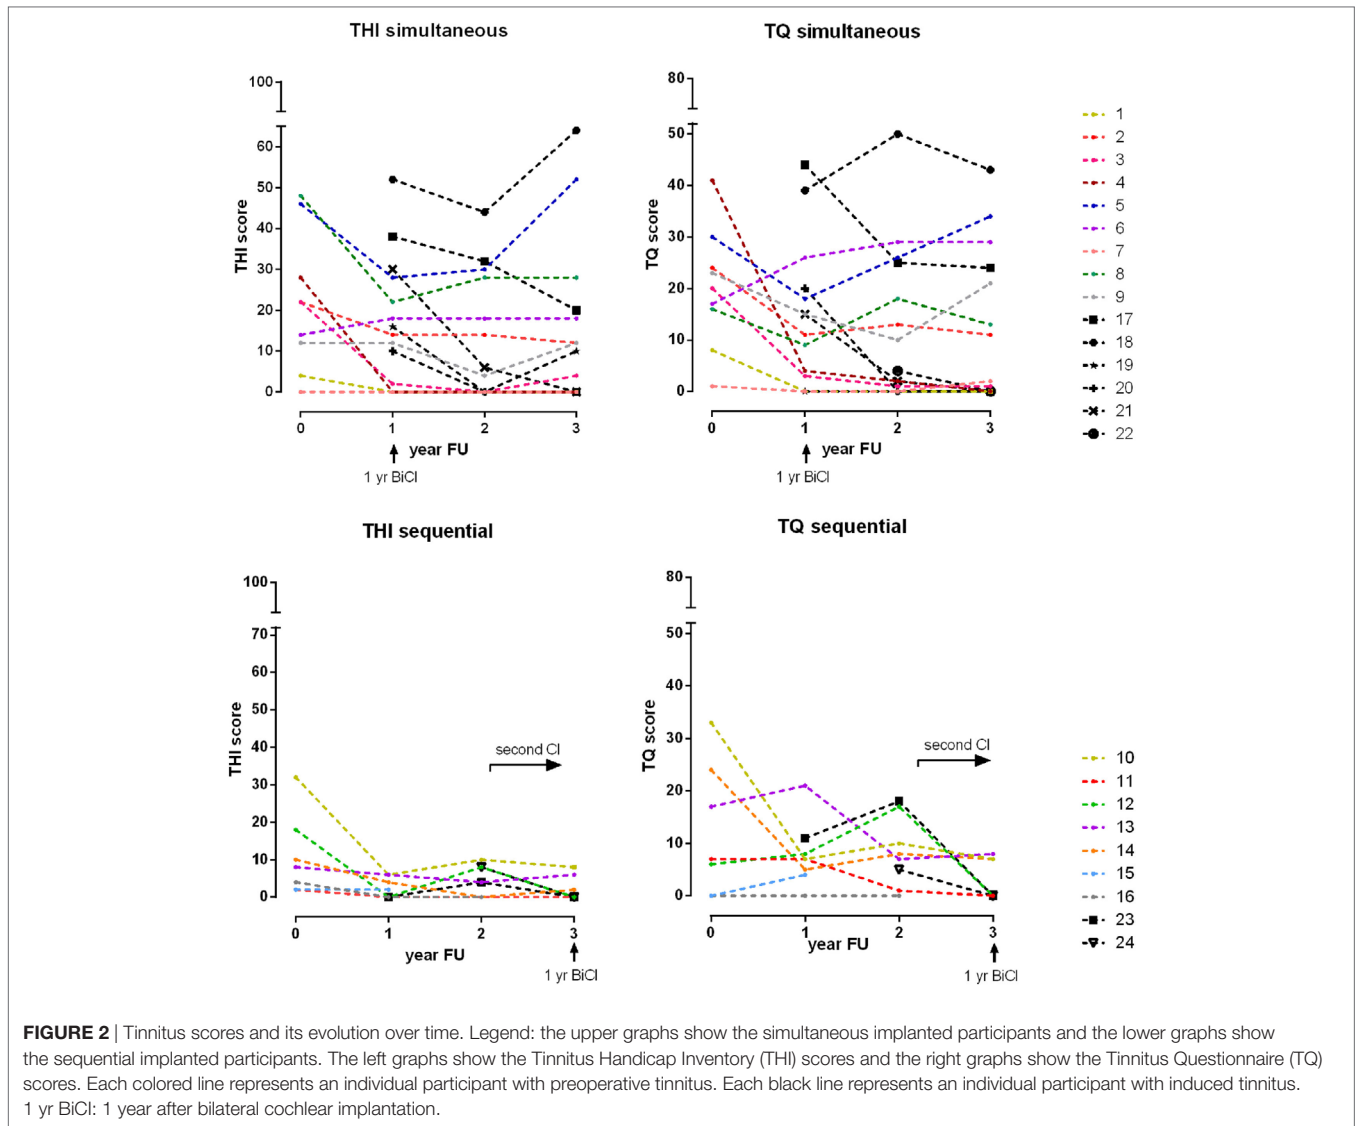 THI simultaneous
TQ simultaneous
100
60
50
40
30
20
10
0
THI score
0 1 2 3
year FU
1 yr BiCI
80
50
40
30
20
10
0
TQ score
0 1 2 3
year FU
1 yr BiCI
1
2
3
4
5
6
7
8
9
17
18
19
20
21
22
THI sequential
TQ sequential
100
70
60
50
40
30
20
10
0
THI score
second CI
0 1 2 3
year FU
1 yr BiCI
80
50
40
30
20
10
0
TQ score
second CI
0 1 2 3
year FU
1 yr BiCI
10
11
12
13
14
15
16
23
24
FIGURE 2 | Tinnitus scores and its evolution over time. Legend: the upper graphs show the simultaneous implanted participants and the lower graphs show
the sequential implanted participants. The left graphs show the Tinnitus Handicap Inventory (THI) scores and the right graphs show the Tinnitus Questionnaire (TQ)
scores. Each colored line represents an individual participant with preoperative tinnitus. Each black line represents an individual participant with induced tinnitus.
1 yr BiCI: 1 year after bilateral cochlear implantation.